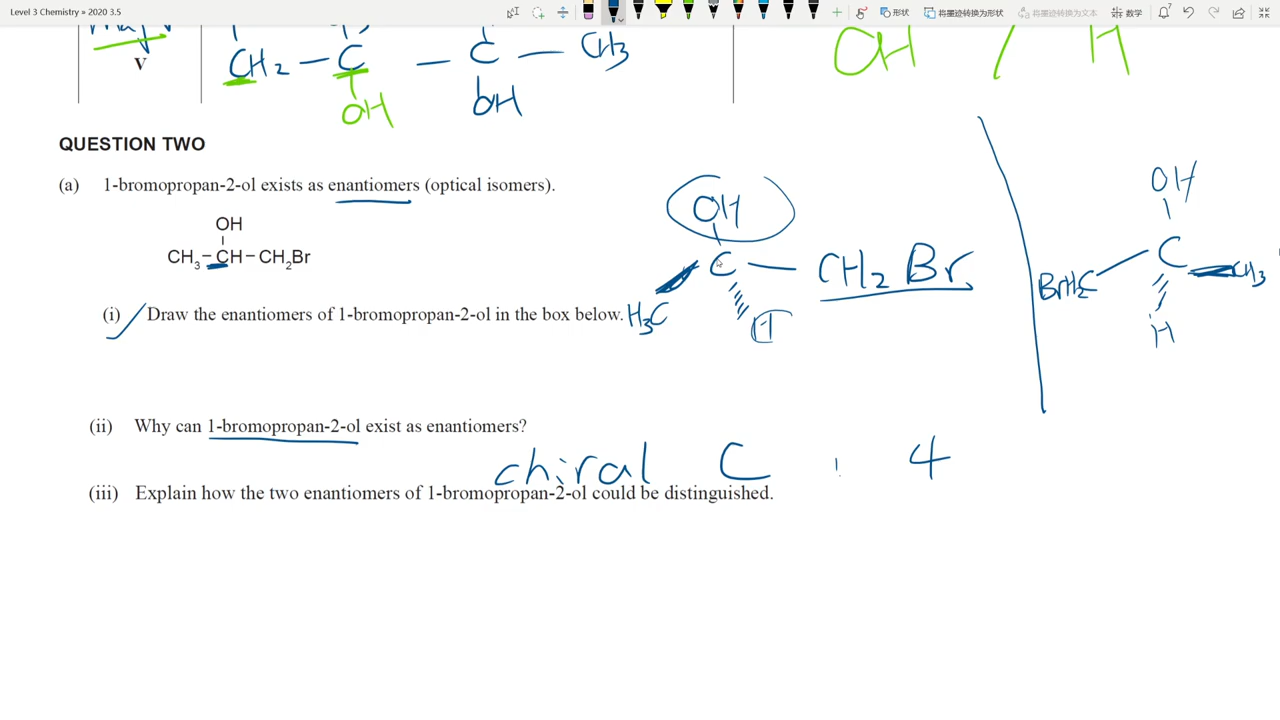 Level 3 Chemistry » 2020 3.5
形状 将墨迹转换为形状 将墨迹转换为文本 数学
V
CH2 — C — C — CH3
OH
OH
OH / H
QUESTION TWO
(a) 1-bromopropan-2-ol exists as enantiomers (optical isomers).
OH
CH3 – CH – CH2Br
OH
C — CH2 Br
H3C
H
OH
C
BrH2C
CH3
H
(i) Draw the enantiomers of 1-bromopropan-2-ol in the box below.
(ii) Why can 1-bromopropan-2-ol exist as enantiomers?
chiral C : 4
(iii) Explain how the two enantiomers of 1-bromopropan-2-ol could be distinguished.